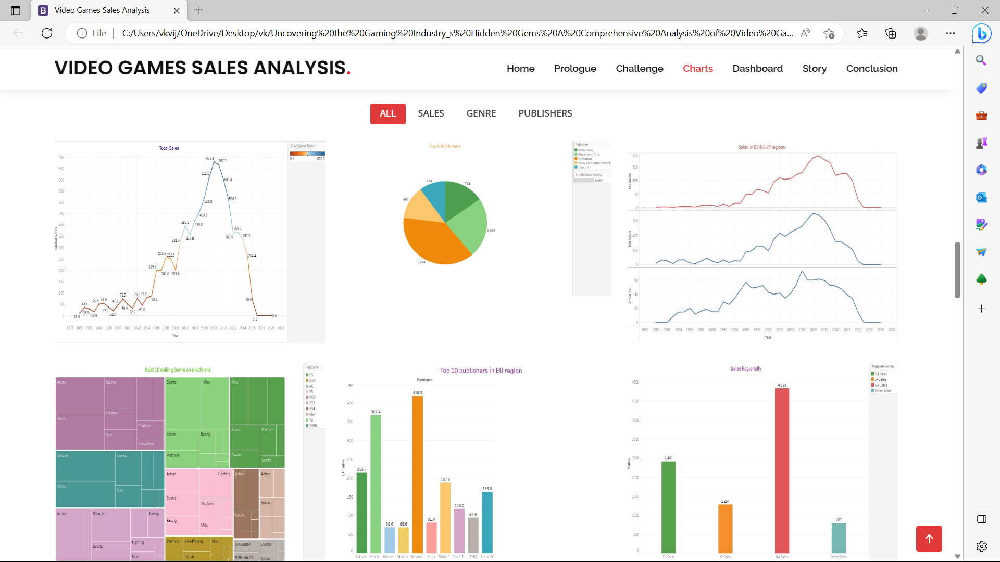 Video Games Sales Analysis
File
C:/Users/vkvij/OneDrive/Desktop/vk/Uncovering%20the%20Gaming%20Industry_s%20Hidden%20Gems%20A%20Comprehensive%20Analysis%20of%20Video%20Ga...
VIDEO GAMES SALES ANALYSIS.
Home Prologue Challenge Charts Dashboard Story Conclusion
ALL SALES GENRE PUBLISHERS
Total Sales
SUM(Global Sales)
0.1 678.9
700
650
600
550
500
450
400
350
300
250
200
150
100
50
0
Global Sales
11.4
35.8
28.9
16.8
50.4
53.9
37.1
21.7
47.2
73.5
49.4
32.2
76.2
46.0
79.2
88.1
199.2
201.0
256.5
251.3
201.6
331.5
395.5
357.8
419.3
459.9
521.0
611.1
678.9
667.3
600.4
516.0
363.5
368.1
337.0
264.4
70.9
0.1
0.3
1978 1980 1982 1984 1986 1988 1990 1992 1994 1996 1998 2000 2002 2004 2006 2008 2010 2012 2014 2016 2018 2020 2022
Year
Top 5 Publishers
721
1,093
1,784
607
474
Publisher
Activision
Electronic Arts
Nintendo
Sony Computer Entert..
Ubisoft
SUM(Global Sales)
4,680
Sales in EU-NA-JP regions
EU Sales
200
150
100
50
0
NA Sales
300
200
100
0
JP Sales
60
40
20
0
1978 1980 1982 1984 1986 1988 1990 1992 1994 1996 1998 2000 2002 2004 2006 2008 2010 2012 2014 2016 2018 2020 2022
Year
Best 10 selling Genre on platforms
Action
Racing
Shooter
Sports
Misc
Platform
Simulation
Sports
Misc
Action
Racing
Platform
Misc
Action
Platform
Puzzle
Sports
Shooter
Sports
Action
Misc
Action
Fighting
Sports
Platform
Racing
Misc
Action
Sports
Action
Sports
Action
Shooter
Racing
Sports
Fighting
Misc
Platform
Role-Playing
Misc
Action
Simulation
Shooter
Role-Playing
Action
Platform
DS
GBA
PC
PS
PS2
PS3
PS4
PSP
Wii
X360
Top 10 publishers in EU region
Publisher
450
400
350
300
250
200
150
100
50
0
EU Sales
213.7
367.4
68.6
68.6
418.3
81.4
187.6
118.0
94.6
163.0
Activis.. Electr.. Konam.. Micros.. Ninten.. Sega Sony C.. Take-T.. THQ Ubisoft
Sales Regionally
4500
4000
3500
3000
2500
2000
1500
1000
500
0
Value
2,409
1,284
4,333
789
EU Sales JP Sales NA Sales Other Sales
Measure Names
EU Sales
JP Sales
NA Sales
Other Sales